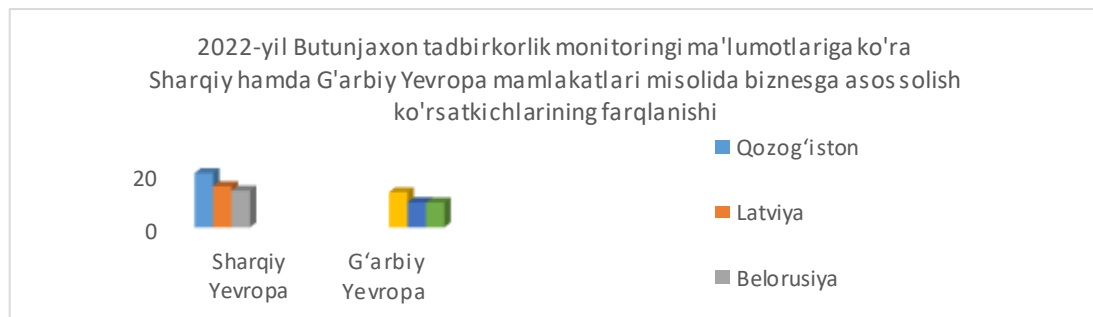 2022-yil Butunjaxon tadbirkorlik monitoringi ma'lumotlariga ko'ra
Sharqiy hamda G'arbiy Yevropa mamlakatlari misolida biznesga asos solish
ko'rsatkichlarining farqlanishi
20
0
Sharqiy
Yevropa
G‘arbiy
Yevropa
Qozog‘iston
Latviya
Belorusiya